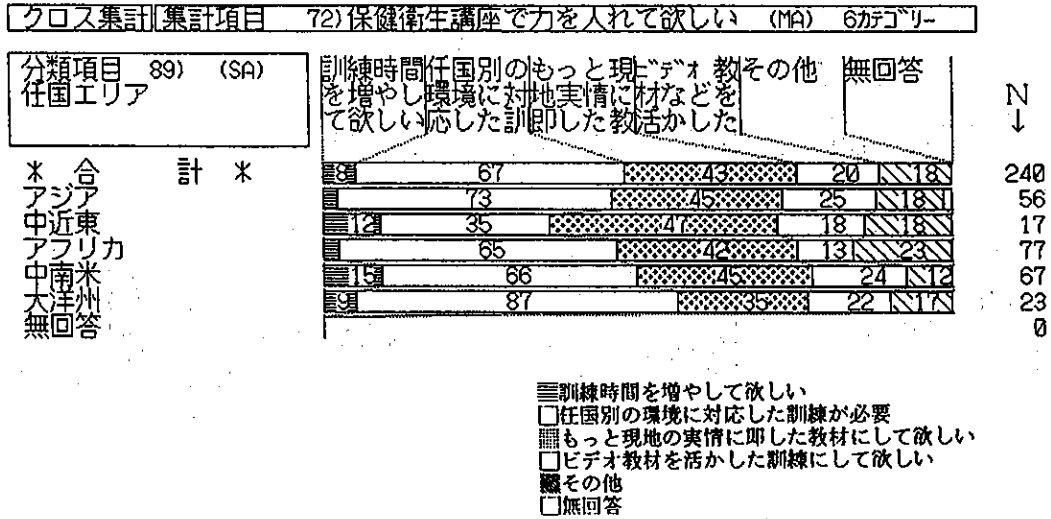 クロス集計 集計項目 72)保健衛生講座で力を入れて欲しい (MA) 6カテゴリー
分類項目 89) (SA)
任国エリア
訓練時間 任国別の もっと現 ビデオ 教 その他 無回答
を増やし 環境に対 地実情に 材などを
て欲しい 応した訓 即した教 活かした
N
↓
* 合 計 * 8 67 43 20 18 240
アジア 73 45 25 18 56
中近東 12 35 47 18 18 17
アフリカ 65 42 13 23 77
中南米 15 66 45 24 12 67
大洋州 9 87 35 22 17 23
無回答 0
訓練時間を増やして欲しい
任国別の環境に対応した訓練が必要
もっと現地の実情に即した教材にして欲しい
ビデオ教材を活かした訓練にして欲しい
その他
無回答